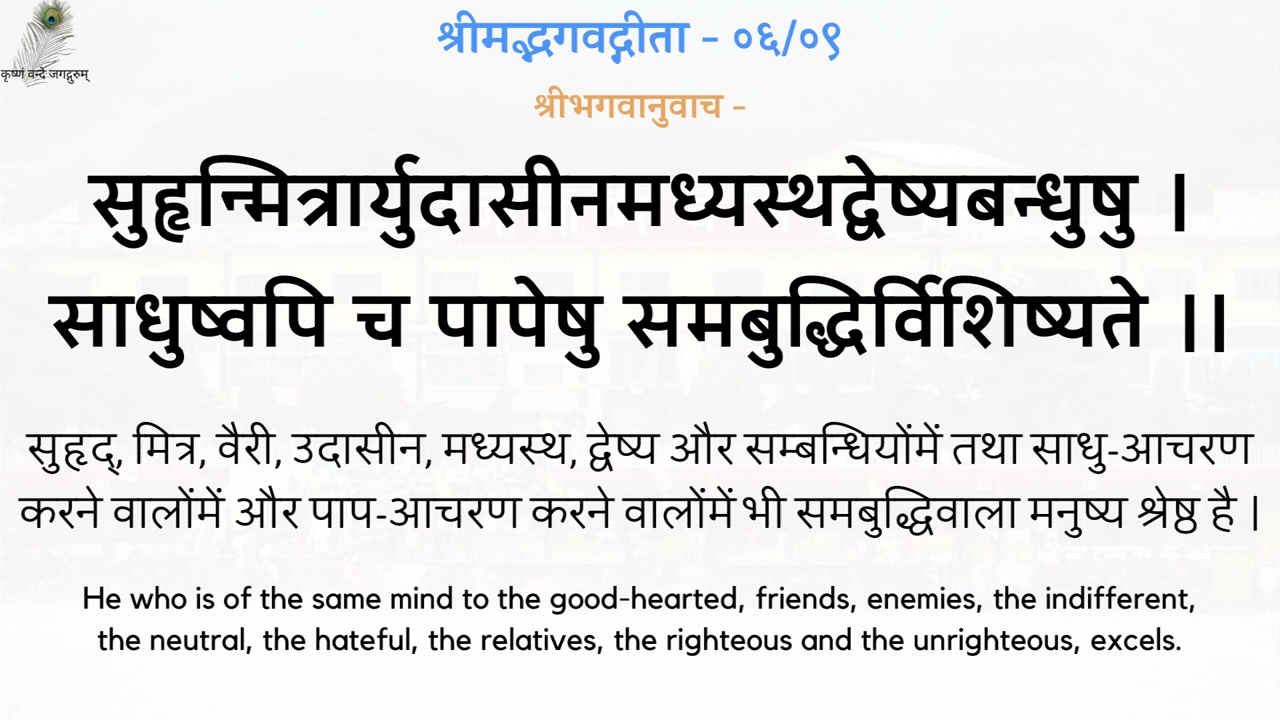 श्रीमद्भगवद्गीता - ०६/०९
कृष्णं वन्दे जगद्गुरुम्
श्रीभगवानुवाच -
सुहृन्मित्रार्युदासीनमध्यस्थद्वेष्यबन्धुषु |
साधुष्वपि च पापेषु समबुद्धिर्विशिष्यते ||
सुहृद्, मित्र, वैरी, उदासीन, मध्यस्थ, द्वेष्य और सम्बन्धियोंमें तथा साधु-आचरण
करने वालोंमें और पाप-आचरण करने वालोंमें भी समबुद्धिवाला मनुष्य श्रेष्ठ है |
He who is of the same mind to the good-hearted, friends, enemies, the indifferent,
the neutral, the hateful, the relatives, the righteous and the unrighteous, excels.